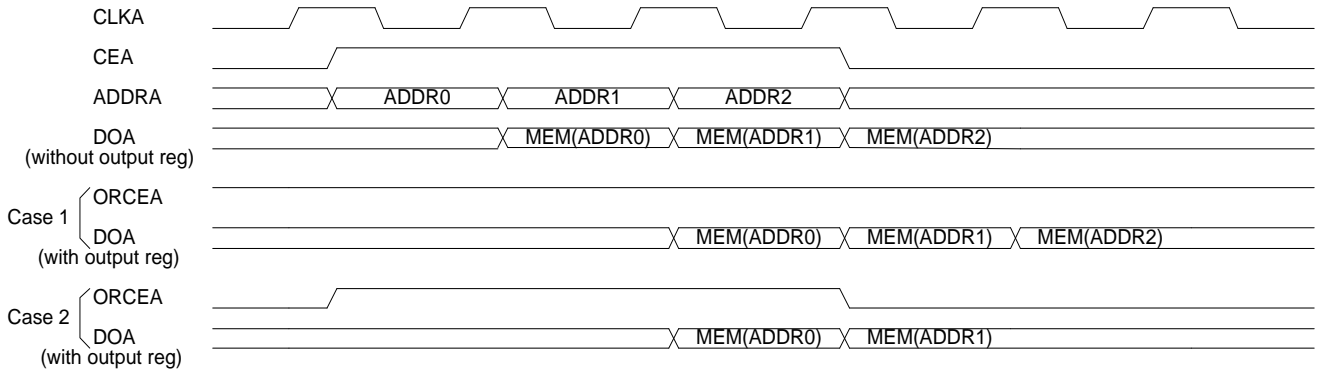 CLKA
CEA
ADDRA ADDR0 ADDR1 ADDR2
DOA MEM(ADDR0) MEM(ADDR1) MEM(ADDR2)
(without output reg)
Case 1
ORCEA
DOA MEM(ADDR0) MEM(ADDR1) MEM(ADDR2)
(with output reg)
Case 2
ORCEA
DOA MEM(ADDR0) MEM(ADDR1)
(with output reg)